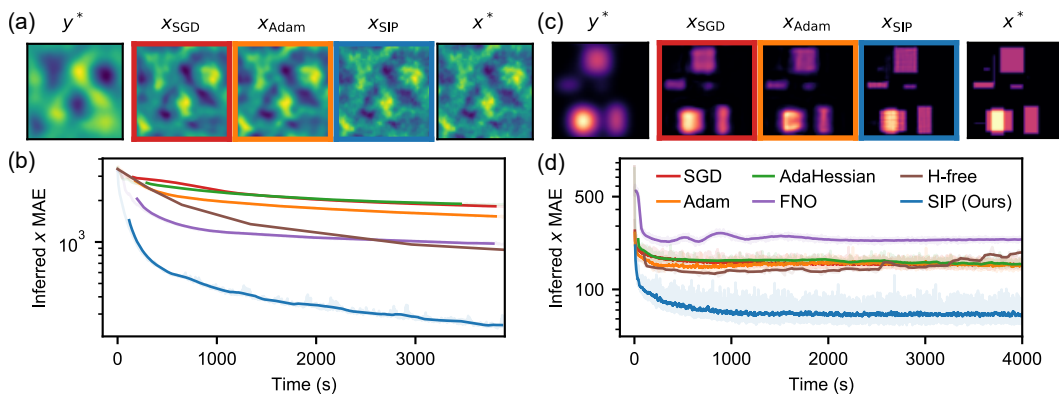 (a)
y* x_SGD x_Adam x_SIP x*
(b)
Inferred x MAE
10^3
0 1000 2000 3000
Time (s)
(c)
y* x_SGD x_Adam x_SIP x*
(d)
Inferred x MAE
500
100
SGD AdaHessian H-free
Adam FNO SIP (Ours)
0 1000 2000 3000 4000
Time (s)